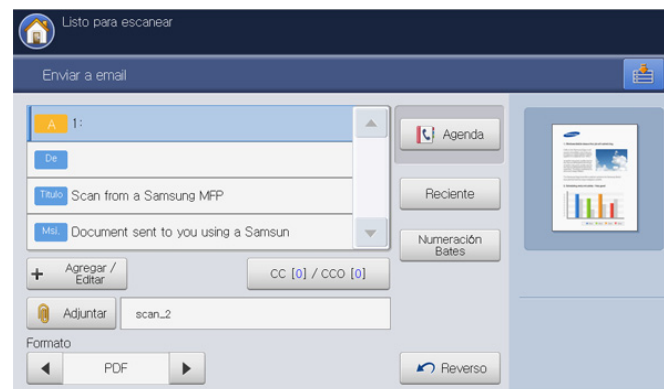 Listo para escanear
Enviar a email
A 1:
De
Título Scan from a Samsung MFP
Msj. Document sent to you using a Samsun
Agenda
Reciente
Numeración
Bates
+ Agregar /
Editar
CC [0] / CCO [0]
Adjuntar scan_2
Formato
PDF
Reverso